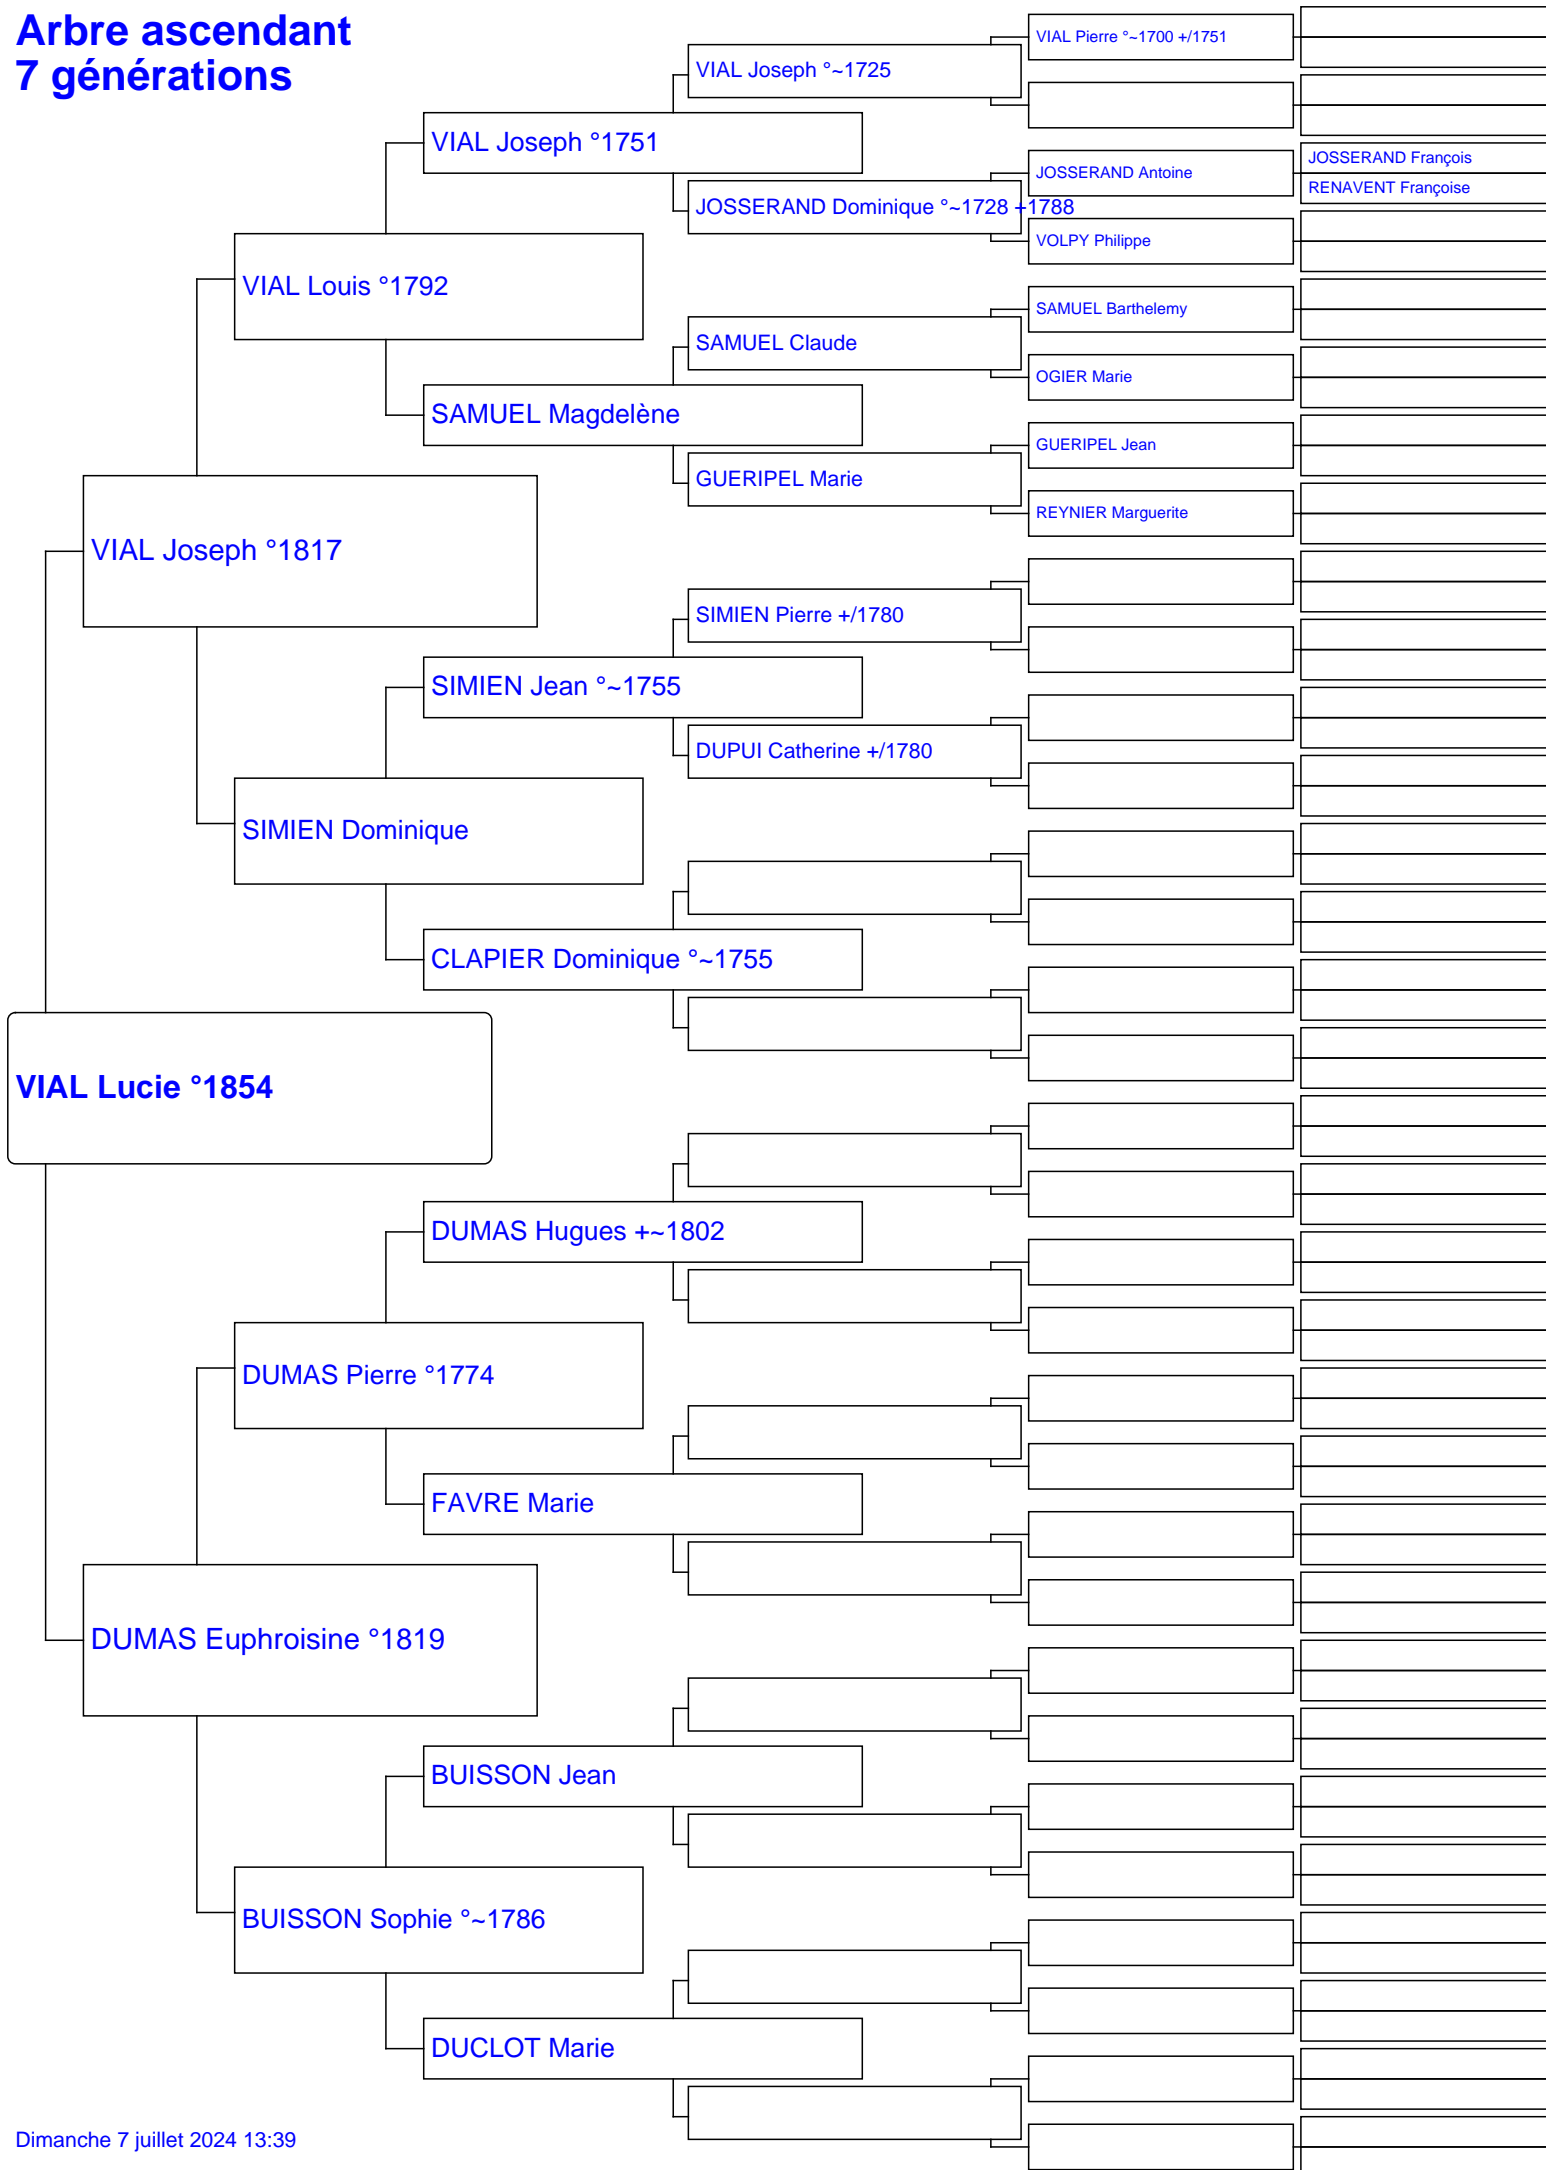 Arbre ascendant
7 générations
VIAL Pierre °~1700 +/1751
VIAL Joseph °~1725
VIAL Joseph °1751
JOSSERAND François
JOSSERAND Antoine
RENAVENT Françoise
JOSSERAND Dominique °~1728 +1788
VOLPY Philippe
VIAL Louis °1792
SAMUEL Barthelemy
SAMUEL Claude
OGIER Marie
SAMUEL Magdelène
GUERIPEL Jean
GUERIPEL Marie
REYNIER Marguerite
VIAL Joseph °1817
SIMIEN Pierre +/1780
SIMIEN Jean °~1755
DUPUI Catherine +/1780
SIMIEN Dominique
CLAPIER Dominique °~1755
VIAL Lucie °1854
DUMAS Hugues +~1802
DUMAS Pierre °1774
FAVRE Marie
DUMAS Euphroisine °1819
BUISSON Jean
BUISSON Sophie °~1786
DUCLOT Marie
Dimanche 7 juillet 2024 13:39